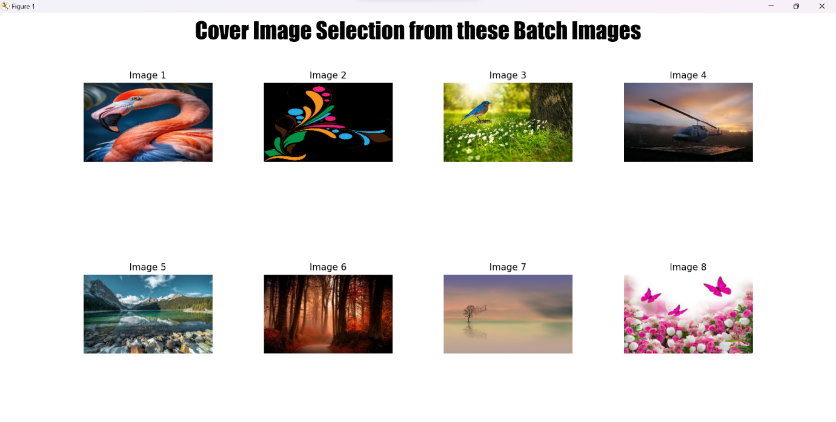 Figure 1
Cover Image Selection from these Batch Images
Image 1
Image 2
Image 3
Image 4
Image 5
Image 6
Image 7
Image 8